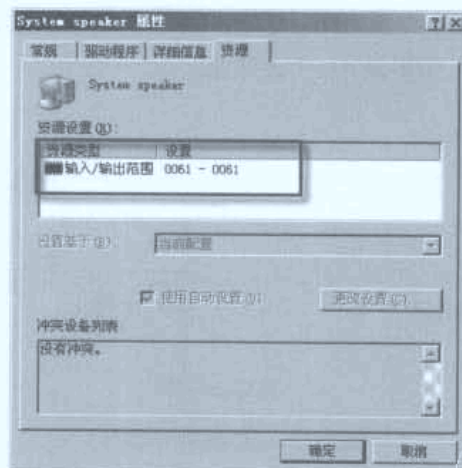 System speaker 属性
常规 驱动程序 详细信息 资源
System speaker
资源设置(R):
资源类型 设置
输入/输出范围 0061 - 0061
设置基于(B): 当前配置
使用自动设置(U) 更改设置(C)...
冲突设备列表
没有冲突。
确定 取消